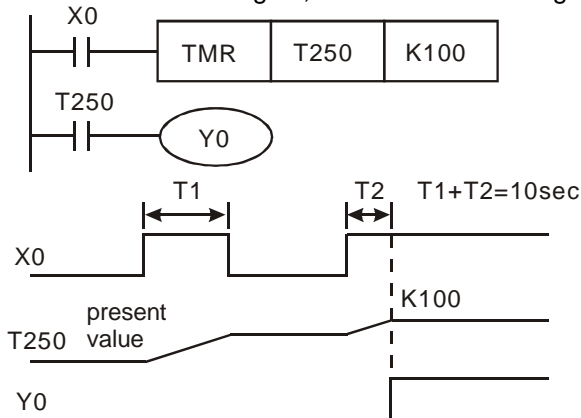 X0
TMR T250 K100
T250
Y0
T1 T2 T1+T2=10sec
X0
K100
present
T250 value
Y0